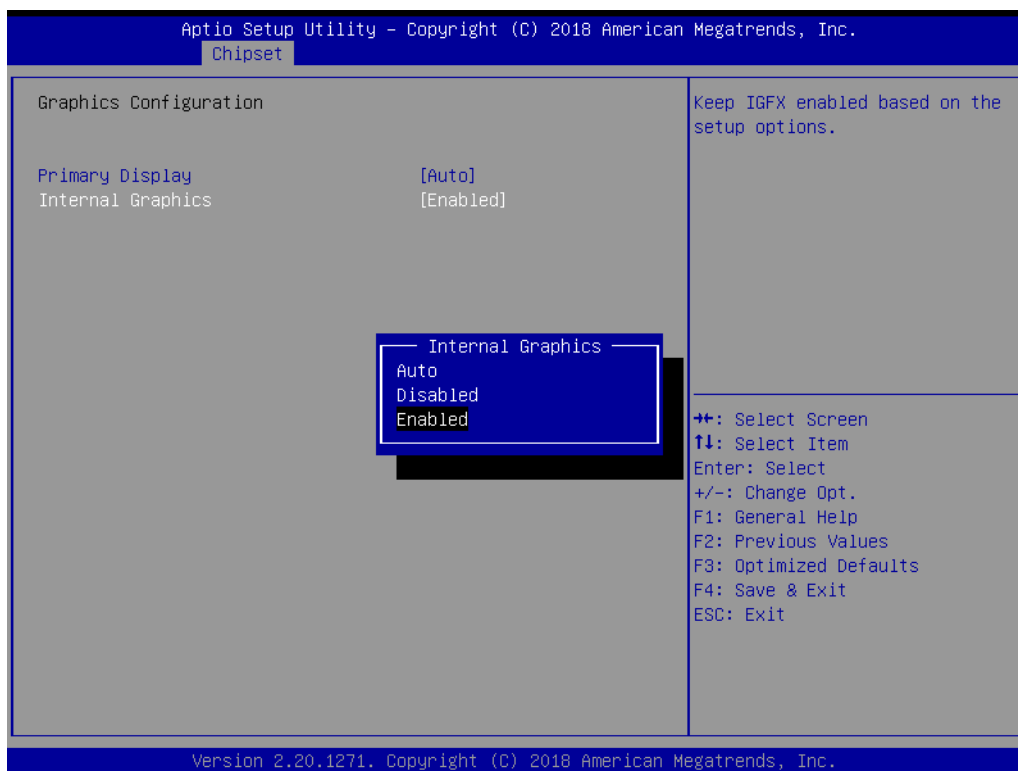 Aptio Setup Utility – Copyright (C) 2018 American Megatrends, Inc.
Chipset
Graphics Configuration
Keep IGFX enabled based on the
setup options.
Primary Display [Auto]
Internal Graphics [Enabled]
Internal Graphics
Auto
Disabled
Enabled
→←: Select Screen
↑↓: Select Item
Enter: Select
+/-: Change Opt.
F1: General Help
F2: Previous Values
F3: Optimized Defaults
F4: Save & Exit
ESC: Exit
Version 2.20.1271. Copyright (C) 2018 American Megatrends, Inc.